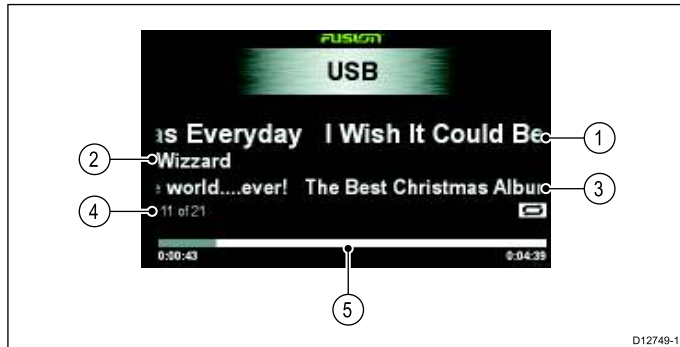 FUSION
USB
as Everyday I Wish It Could Be
1
2
Wizzard
e world....ever! The Best Christmas Album
3
4
11 of 21
0:00:43
0:04:39
5
D12749-1